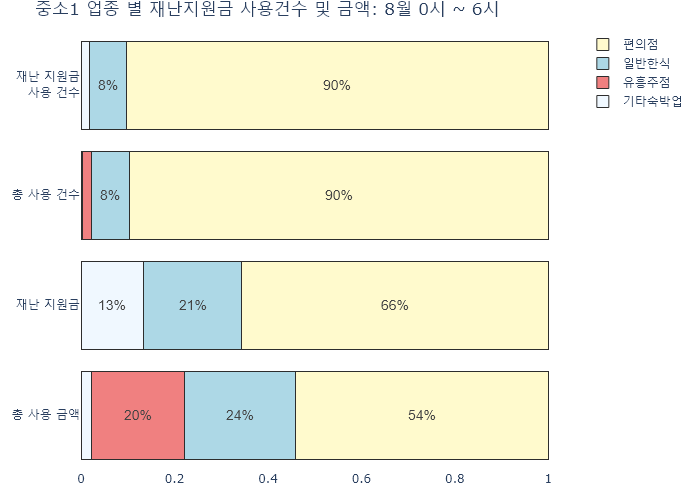 중소1 업종 별 재난지원금 사용건수 및 금액: 8월 0시 ~ 6시
편의점
일반한식
유흥주점
기타숙박업
재난 지원금
사용 건수
8%
90%
총 사용 건수
8%
90%
재난 지원금
13%
21%
66%
총 사용 금액
20%
24%
54%
0
0.2
0.4
0.6
0.8
1